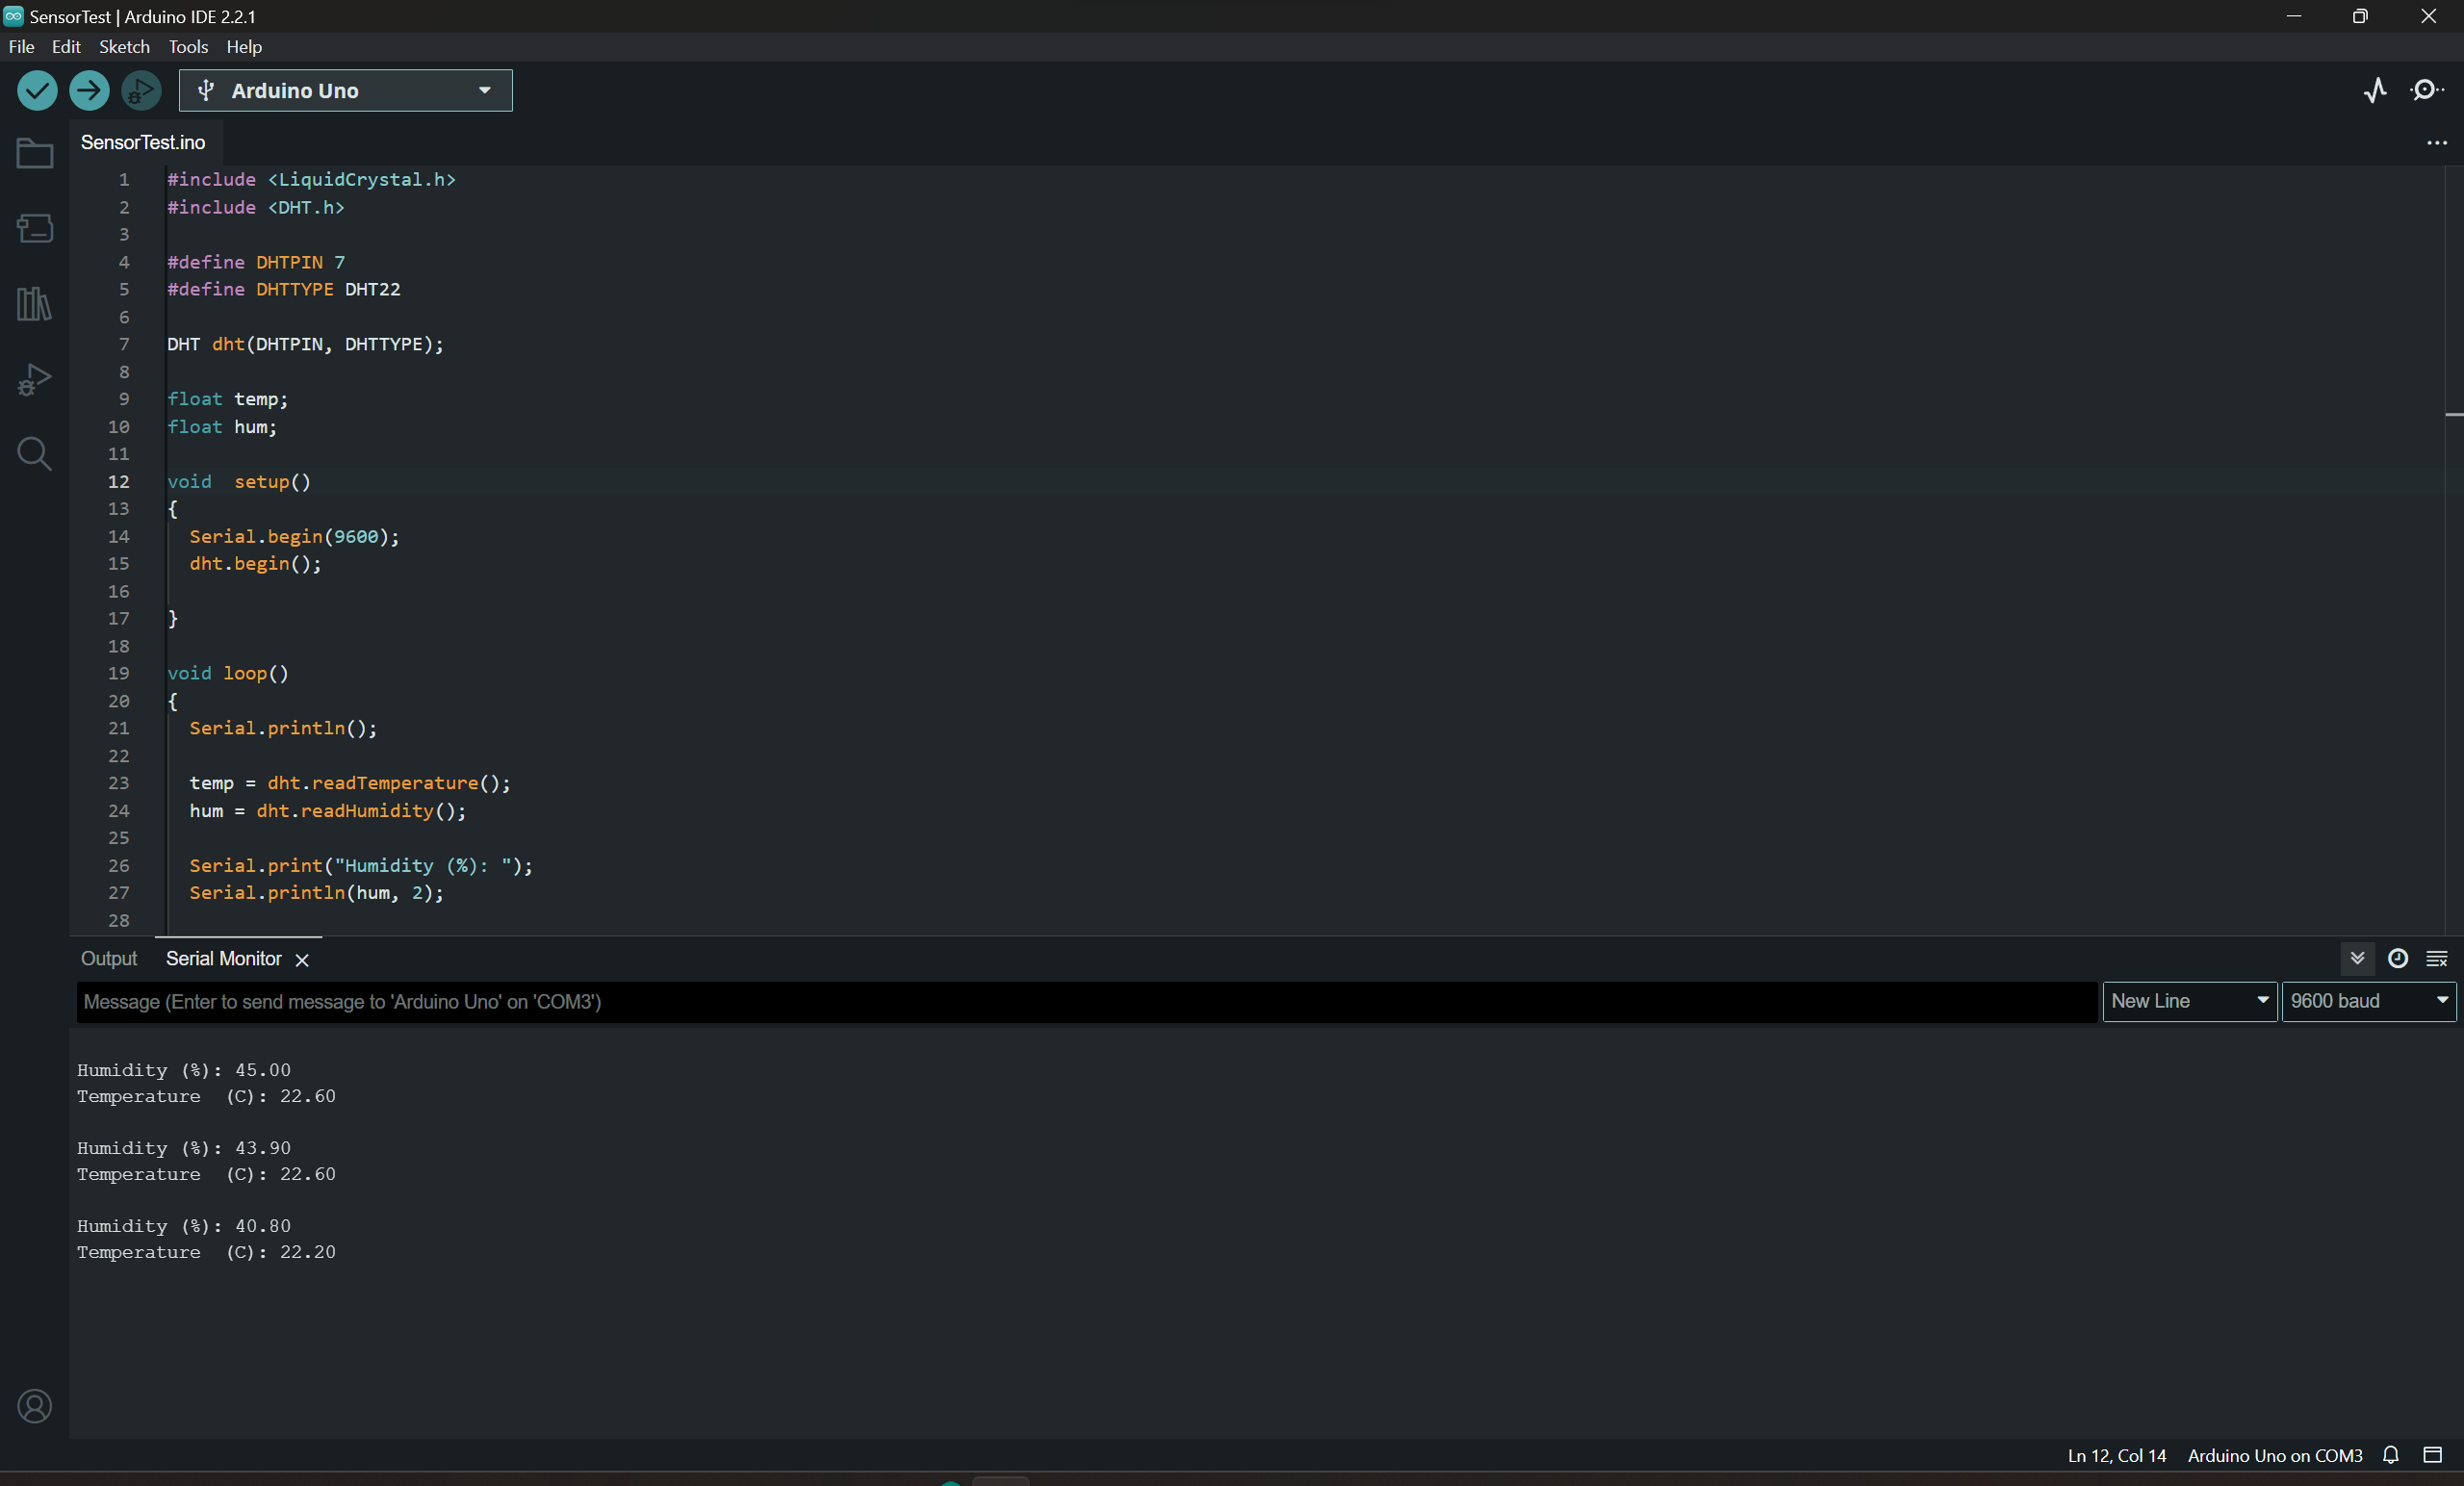 SensorTest | Arduino IDE 2.2.1
File Edit Sketch Tools Help
Arduino Uno
SensorTest.ino
1 #include <LiquidCrystal.h>
2 #include <DHT.h>
3
4 #define DHTPIN 7
5 #define DHTTYPE DHT22
6
7 DHT dht(DHTPIN, DHTTYPE);
8
9 float temp;
10 float hum;
11
12 void  setup()
13 {
14   Serial.begin(9600);
15   dht.begin();
16
17 }
18
19 void loop()
20 {
21   Serial.println();
22
23   temp = dht.readTemperature();
24   hum = dht.readHumidity();
25
26   Serial.print("Humidity (%): ");
27   Serial.println(hum, 2);
28
Output Serial Monitor
Message (Enter to send message to 'Arduino Uno' on 'COM3') New Line 9600 baud
Humidity (%): 45.00
Temperature  (C): 22.60
Humidity (%): 43.90
Temperature  (C): 22.60
Humidity (%): 40.80
Temperature  (C): 22.20
Ln 12, Col 14 Arduino Uno on COM3